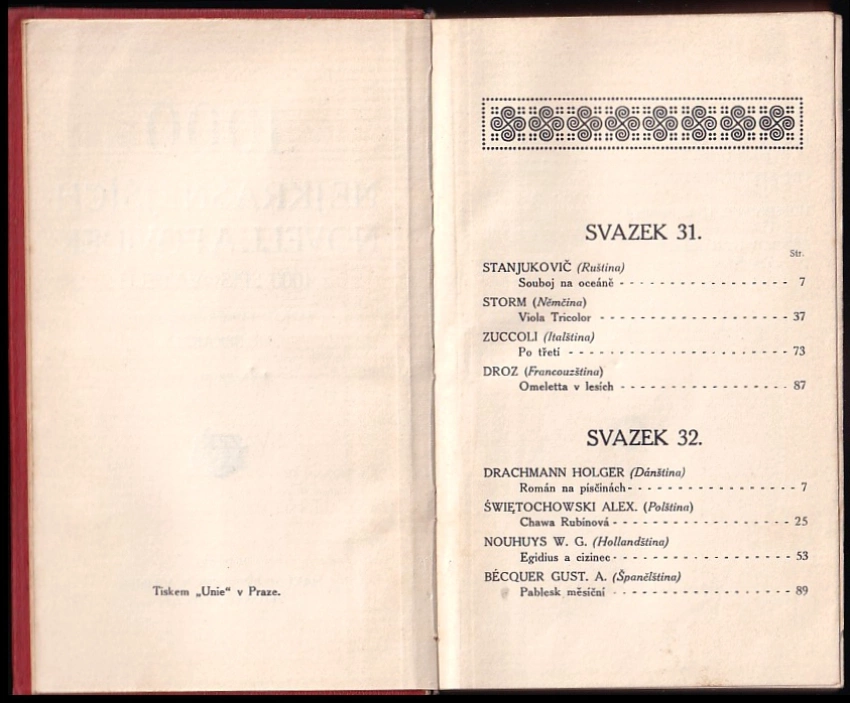 Tiskem „Unie“ v Praze.
SVAZEK 31.
Str.
STANJUKOVIČ (Ruština)
Souboj na oceáně - - - - - - - - - - - - - - - - - 7
STORM (Němčina)
Viola Tricolor - - - - - - - - - - - - - - - - - - - 37
ZUCCOLI (Italština)
Po třetí - - - - - - - - - - - - - - - - - - - - - - 73
DROZ (Francouzština)
Omeletta v lesích - - - - - - - - - - - - - - - - - 87
SVAZEK 32.
DRACHMANN HOLGER (Dánština)
Román na písčinách - - - - - - - - - - - - - - - - - 7
ŚWIĘTOCHOWSKI ALEX. (Polština)
Chawa Rubinová - - - - - - - - - - - - - - - - - - 25
NOUHUYS W. G. (Hollandština)
Egidius a cizinec - - - - - - - - - - - - - - - - - - 53
BÉCQUER GUST. A. (Španělština)
Pablesk měsíční - - - - - - - - - - - - - - - - - - 89